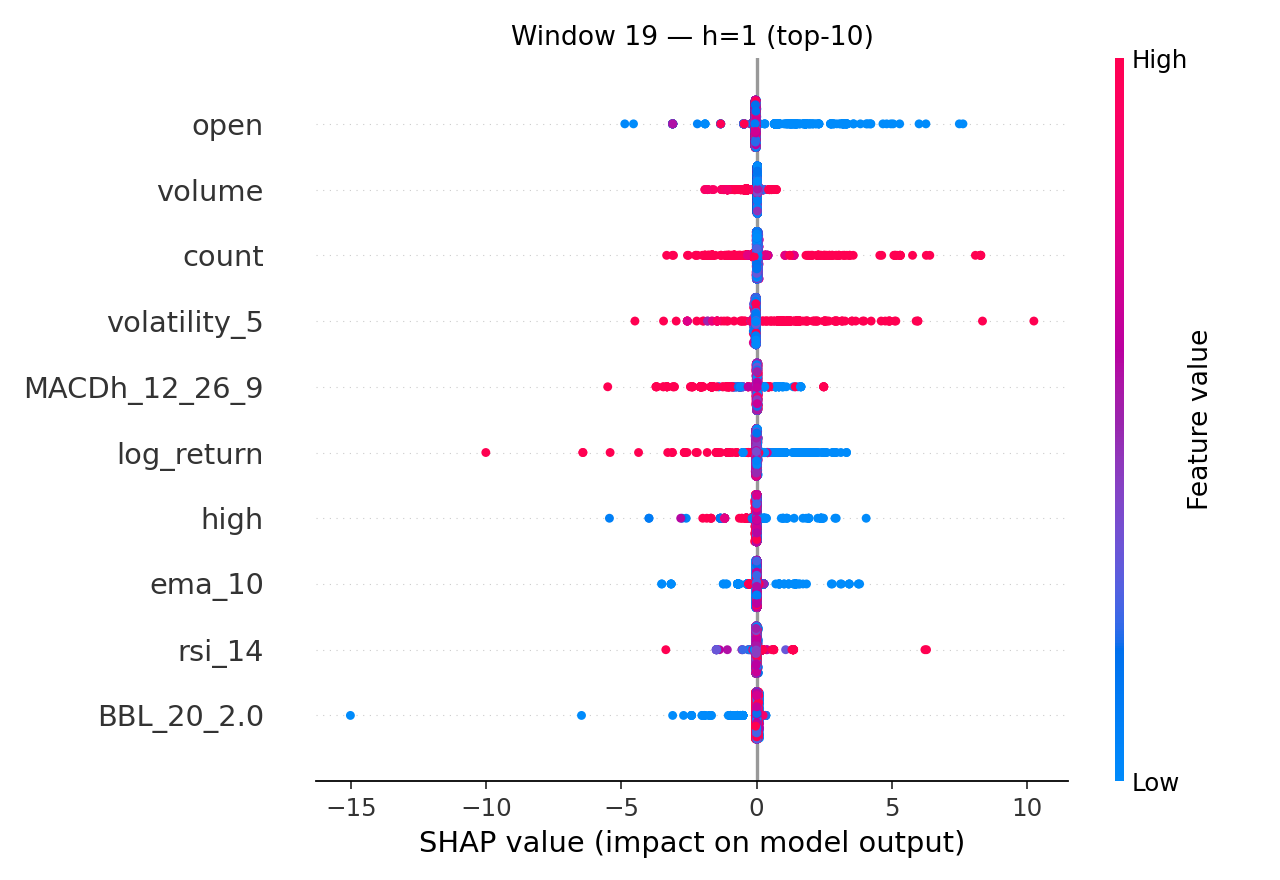 Window 19 — h=1 (top-10)
High
open
volume
count
volatility_5
MACDh_12_26_9
log_return
high
ema_10
rsi_14
BBL_20_2.0
Feature value
Low
−15 −10 −5 0 5 10
SHAP value (impact on model output)